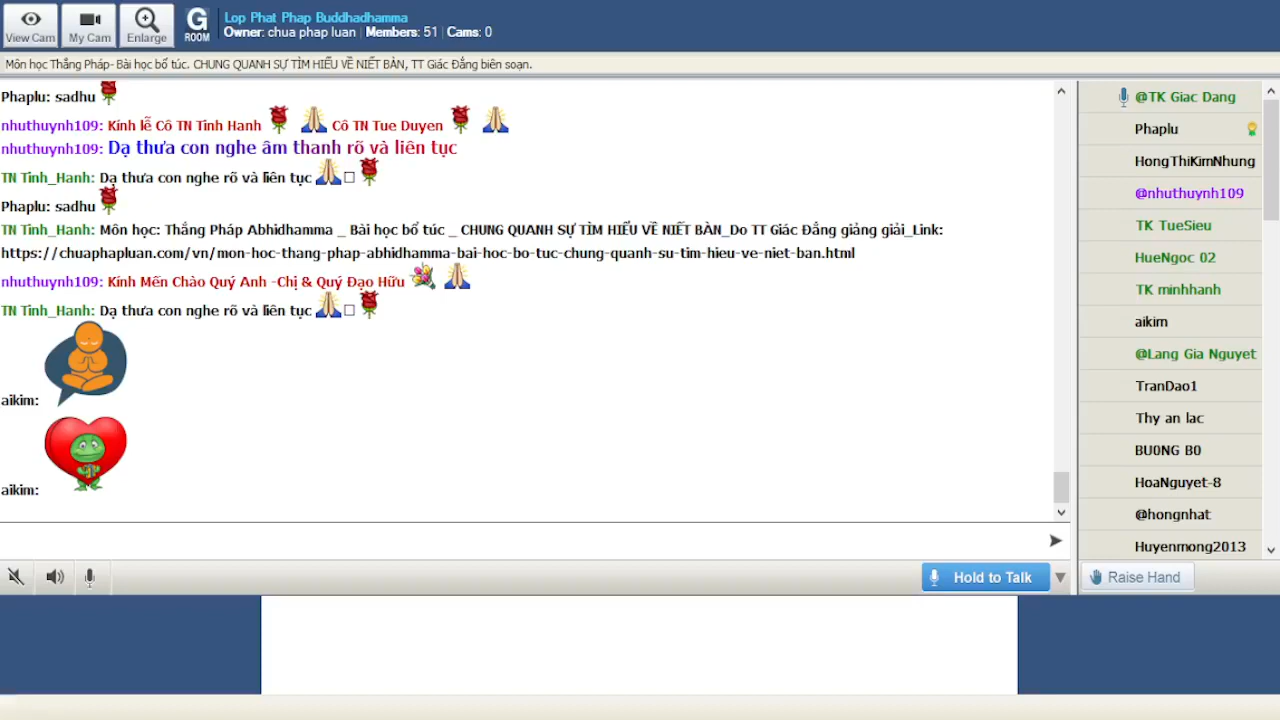 View Cam
My Cam
Enlarge
G
ROOM
Lop Phat Phap Buddhadhamma
Owner: chua phap luan | Members: 51 | Cams: 0
Môn học Thắng Pháp- Bài học bổ túc. CHUNG QUANH SỰ TÌM HIỂU VỀ NIẾT BÀN, TT Giác Đẳng biên soạn.
Phaplu: sadhu
nhuthuynh109: Kính lễ Cô TN Tinh Hanh Cô TN Tue Duyen
nhuthuynh109: Dạ thưa con nghe âm thanh rõ và liên tục
TN Tinh_Hanh: Dạ thưa con nghe rõ và liên tục
Phaplu: sadhu
TN Tinh_Hanh: Môn học: Thắng Pháp Abhidhamma _ Bài học bổ túc _ CHUNG QUANH SỰ TÌM HIỂU VỀ NIẾT BÀN_Do TT Giác Đẳng giảng giải_Link:
https://chuaphapluan.com/vn/mon-hoc-thang-phap-abhidhamma-bai-hoc-bo-tuc-chung-quanh-su-tim-hieu-ve-niet-ban.html
nhuthuynh109: Kính Mến Chào Quý Anh -Chị & Quý Đạo Hữu
TN Tinh_Hanh: Dạ thưa con nghe rõ và liên tục
aikim:
aikim:
Hold to Talk
@TK Giac Dang
Phaplu
HongThiKimNhung
@nhuthuynh109
TK TueSieu
HueNgoc 02
TK minhhanh
aikim
@Lang Gia Nguyet
TranDao1
Thy an lac
BU0NG B0
HoaNguyet-8
@hongnhat
Huyenmong2013
Raise Hand